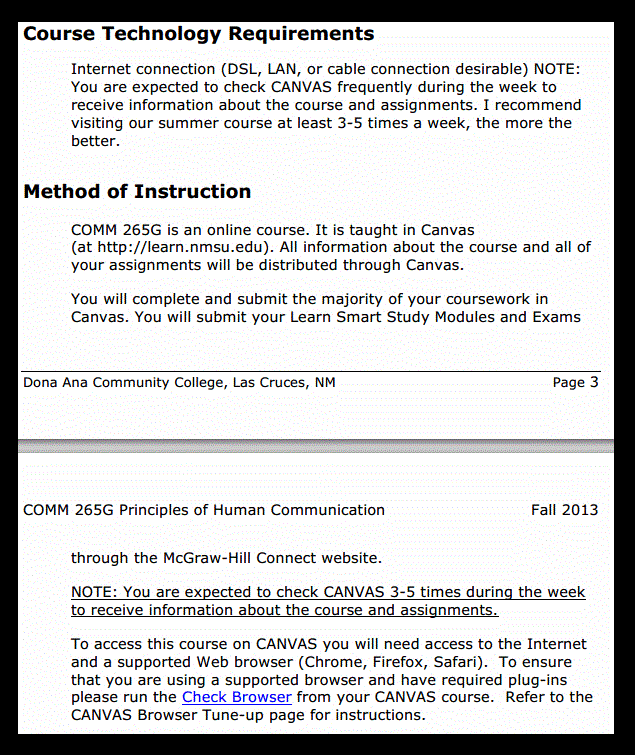 Course Technology Requirements
Internet connection (DSL, LAN, or cable connection desirable) NOTE:
You are expected to check CANVAS frequently during the week to
receive information about the course and assignments. I recommend
visiting our summer course at least 3-5 times a week, the more the
better.
Method of Instruction
COMM 265G is an online course. It is taught in Canvas
(at http://learn.nmsu.edu). All information about the course and all of
your assignments will be distributed through Canvas.
You will complete and submit the majority of your coursework in
Canvas. You will submit your Learn Smart Study Modules and Exams
Dona Ana Community College, Las Cruces, NM Page 3
COMM 265G Principles of Human Communication Fall 2013
through the McGraw-Hill Connect website.
NOTE: You are expected to check CANVAS 3-5 times during the week
to receive information about the course and assignments.
To access this course on CANVAS you will need access to the Internet
and a supported Web browser (Chrome, Firefox, Safari). To ensure
that you are using a supported browser and have required plug-ins
please run the Check Browser from your CANVAS course. Refer to the
CANVAS Browser Tune-up page for instructions.